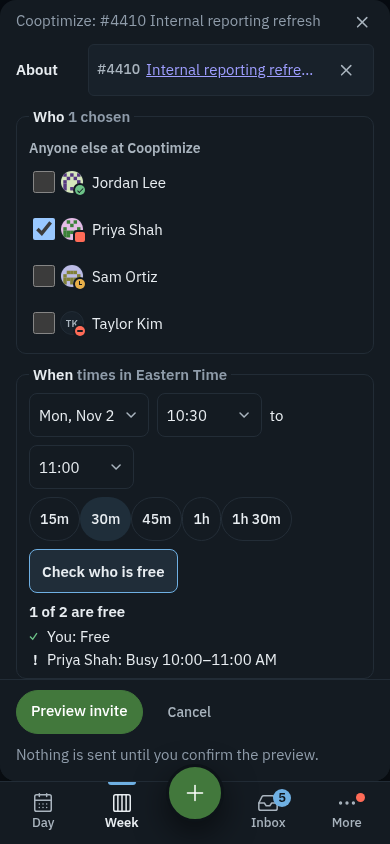 Cooptimize: #4410 Internal reporting refresh
About
#4410 Internal reporting refre...
Who 1 chosen
Anyone else at Cooptimize
Jordan Lee
Priya Shah
Sam Ortiz
TK Taylor Kim
When times in Eastern Time
Mon, Nov 2
10:30
to
11:00
15m
30m
45m
1h
1h 30m
Check who is free
1 of 2 are free
You: Free
! Priya Shah: Busy 10:00–11:00 AM
Preview invite
Cancel
Nothing is sent until you confirm the preview.
Day
Week
5
Inbox
More